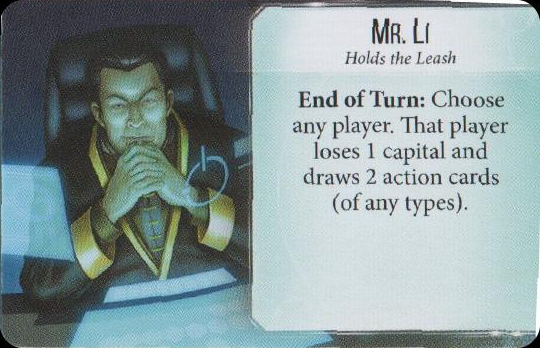 Mr. Li
Holds the Leash
End of Turn: Choose
any player. That player
loses 1 capital and
draws 2 action cards
(of any types).